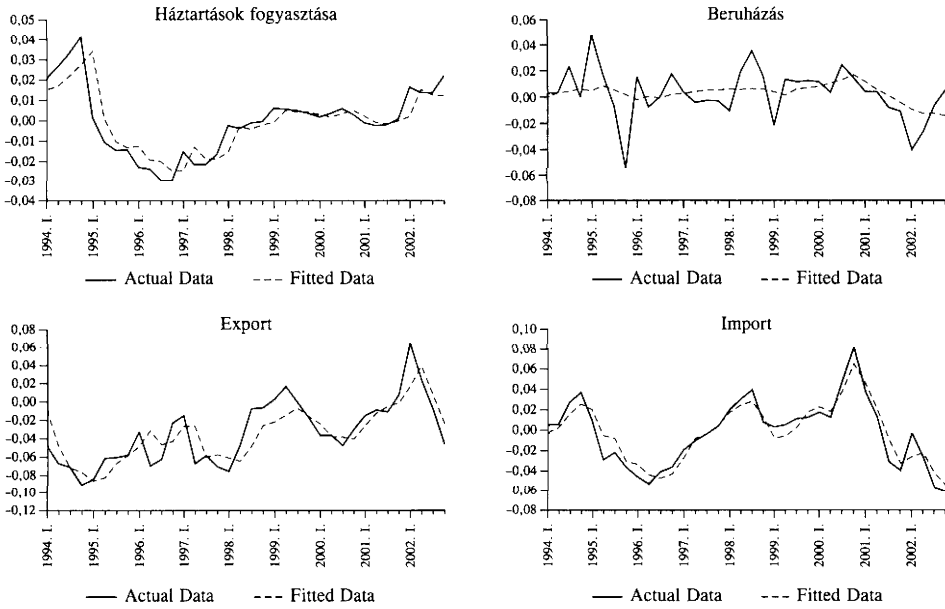 Háztartások fogyasztása
0,05
0,04
0,03
0,02
0,01
0,00
–0,01
–0,02
–0,03
–0,04
1994. I.
1995. I.
1996. I.
1997. I.
1998. I.
1999. I.
2000. I.
2001. I.
2002. I.
Actual Data
Fitted Data
Beruházás
0,06
0,04
0,02
0,00
–0,02
–0,04
–0,06
–0,08
1994. I.
1995. I.
1996. I.
1997. I.
1998. I.
1999. I.
2000. I.
2001. I.
2002. I.
Actual Data
Fitted Data
Export
0,08
0,06
0,04
0,02
0,00
–0,02
–0,04
–0,06
–0,08
–0,10
–0,12
1994. I.
1995. I.
1996. I.
1997. I.
1998. I.
1999. I.
2000. I.
2001. I.
2002. I.
Actual Data
Fitted Data
Import
0,10
0,08
0,06
0,04
0,02
0,00
–0,02
–0,04
0,06
–0,08
1994. I.
1995. I.
1996. I.
1997. I.
1998. I.
1999. I.
2000. I.
2001. I.
2002. I.
Actual Data
Fitted Data